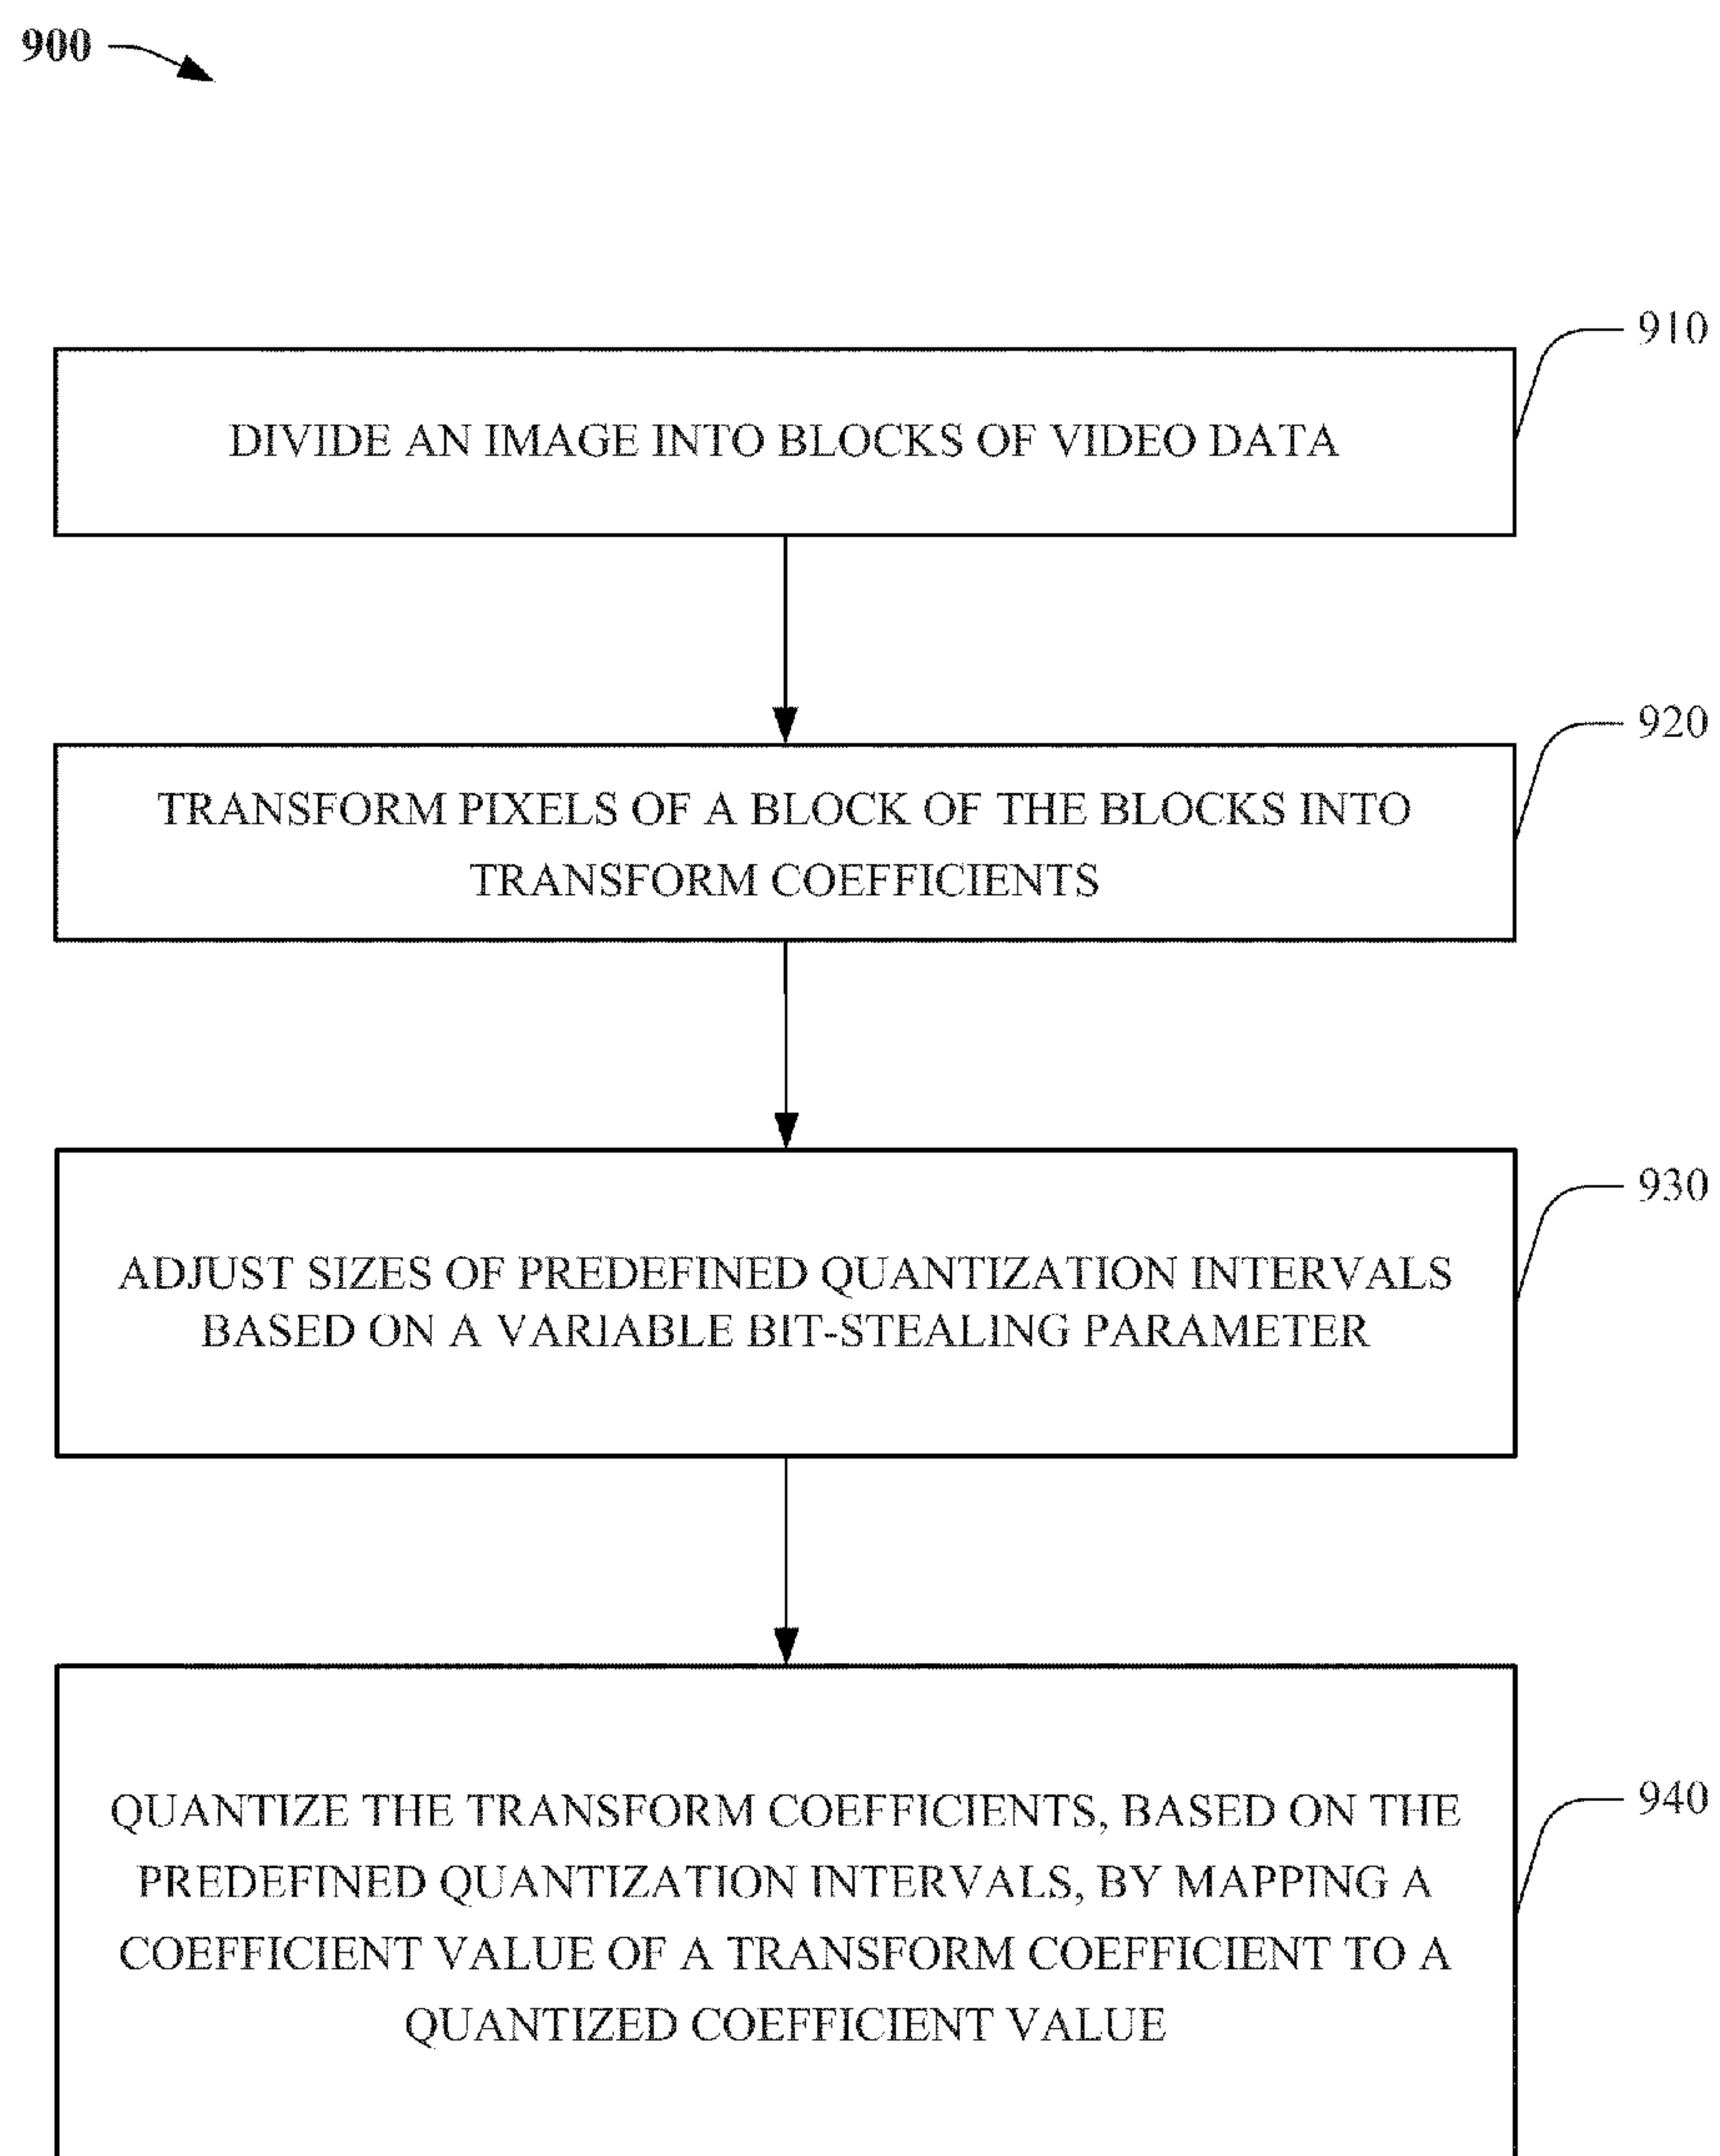 900
910
DIVIDE AN IMAGE INTO BLOCKS OF VIDEO DATA
920
TRANSFORM PIXELS OF A BLOCK OF THE BLOCKS INTO
TRANSFORM COEFFICIENTS
930
ADJUST SIZES OF PREDEFINED QUANTIZATION INTERVALS
BASED ON A VARIABLE BIT-STEALING PARAMETER
940
QUANTIZE THE TRANSFORM COEFFICIENTS, BASED ON THE
PREDEFINED QUANTIZATION INTERVALS, BY MAPPING A
COEFFICIENT VALUE OF A TRANSFORM COEFFICIENT TO A
QUANTIZED COEFFICIENT VALUE